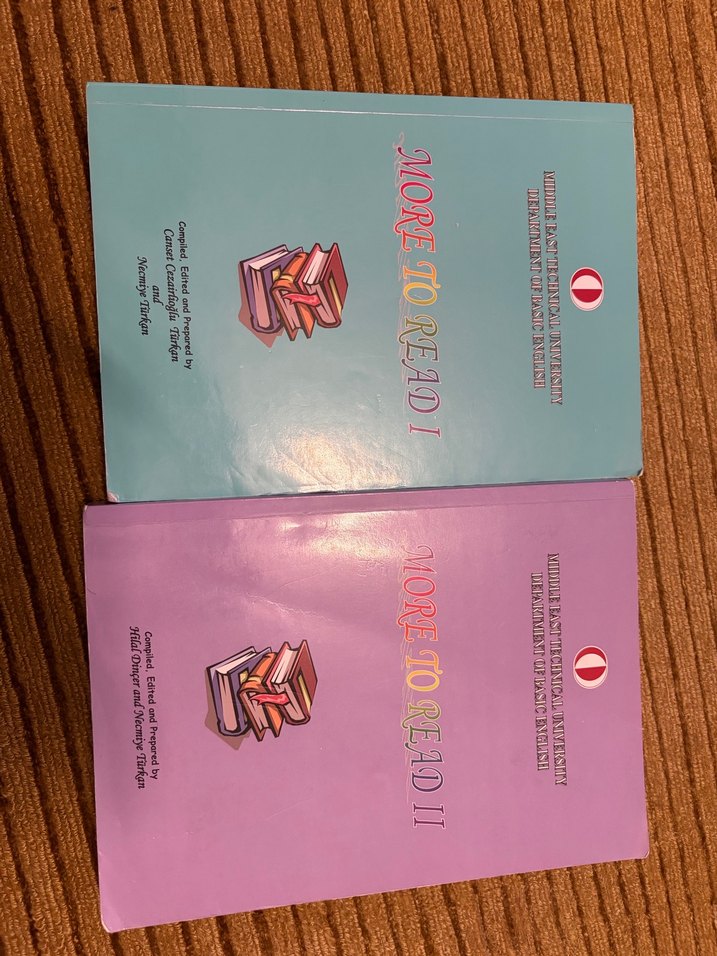 MIDDLE EAST TECHNICAL UNIVERSITY
DEPARTMENT OF BASIC ENGLISH
MORE TO READ I
Compiled, Edited and Prepared by
Canset Cezairlioğlu Türkan
and
Necmiye Türkan
MIDDLE EAST TECHNICAL UNIVERSITY
DEPARTMENT OF BASIC ENGLISH
MORE TO READ II
Compiled, Edited and Prepared by
Hilal Dinçer and Necmiye Türkan